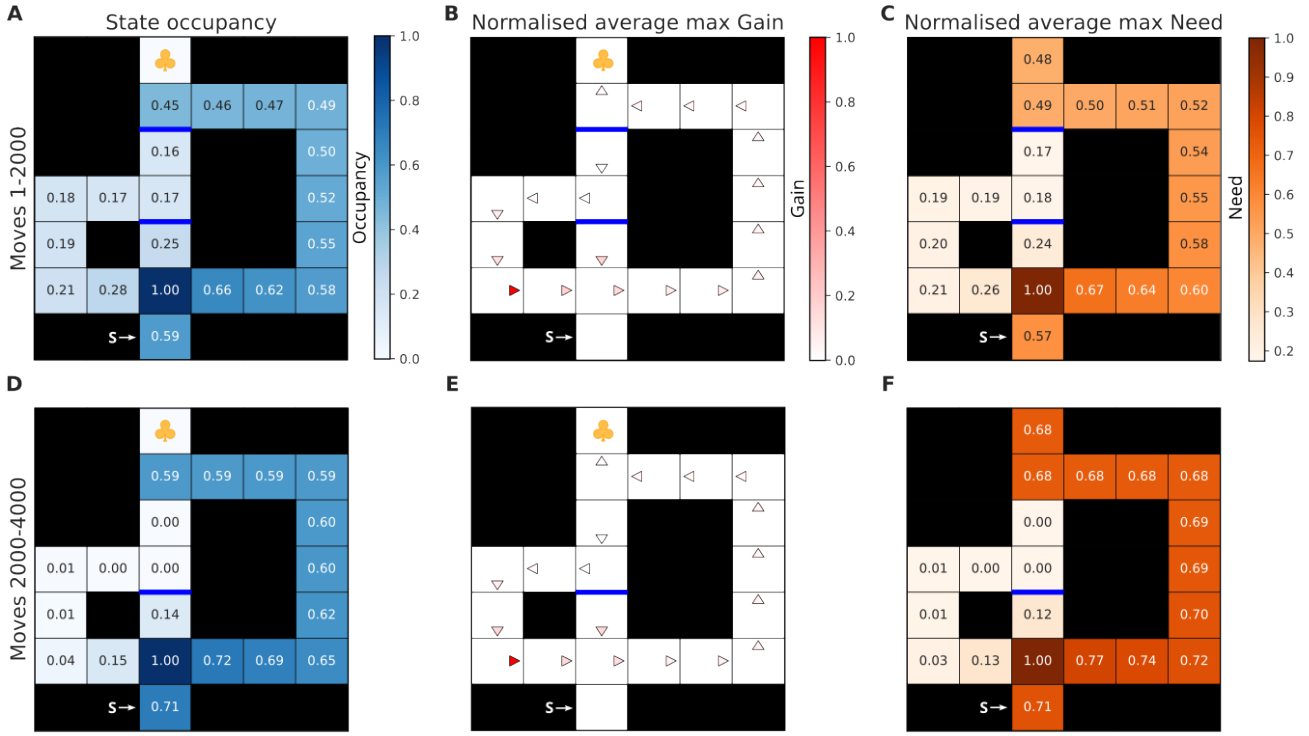 A State occupancy
B Normalised average max Gain
C Normalised average max Need
Moves 1-2000
0.45 0.46 0.47 0.49
0.16 0.50
0.18 0.17 0.17 0.52
0.19 0.25 0.55
0.21 0.28 1.00 0.66 0.62 0.58
S→ 0.59
1.0
0.8
0.6
0.4
0.2
0.0
Occupancy
S→
1.0
0.8
0.6
0.4
0.2
0.0
Gain
0.48
0.49 0.50 0.51 0.52
0.17 0.54
0.19 0.19 0.18 0.55
0.20 0.24 0.58
0.21 0.26 1.00 0.67 0.64 0.60
S→ 0.57
1.0
0.9
0.8
0.7
0.6
0.5
0.4
0.3
0.2
Need
D
E
F
Moves 2000-4000
0.59 0.59 0.59 0.59
0.00 0.60
0.01 0.00 0.00 0.60
0.01 0.14 0.62
0.04 0.15 1.00 0.72 0.69 0.65
S→ 0.71
S→
0.68
0.68 0.68 0.68 0.68
0.00 0.69
0.01 0.00 0.00 0.69
0.01 0.12 0.70
0.03 0.13 1.00 0.77 0.74 0.72
S→ 0.71